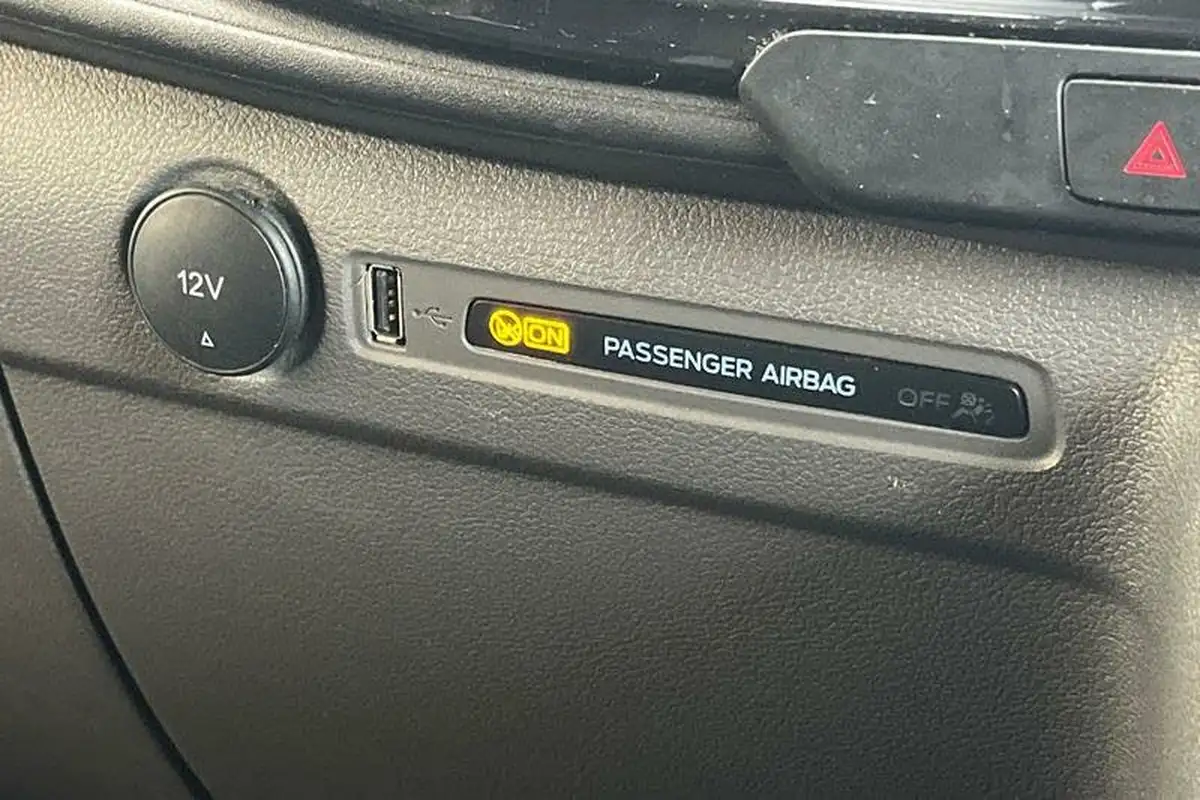 12V
ON PASSENGER AIRBAG OFF